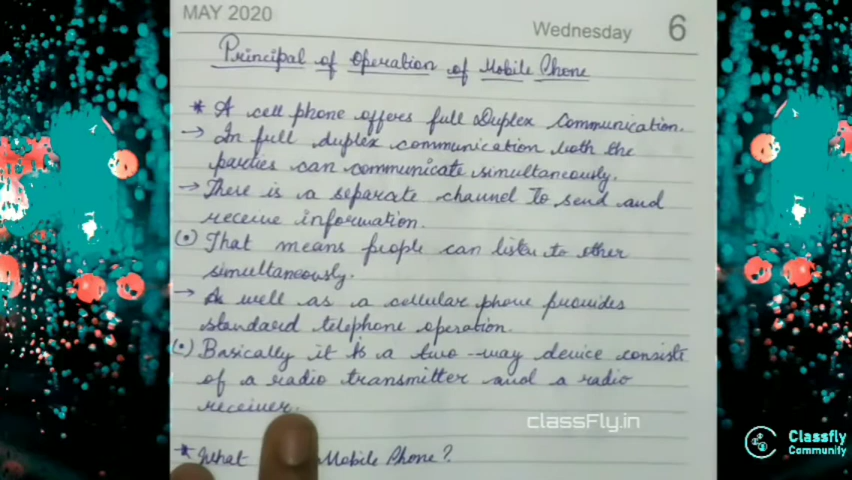 MAY 2020
Wednesday 6
Principal of Operation of Mobile Phone
* A cell phone offers full Duplex Communication.
→ In full duplex communication both the
parties can communicate simultaneously.
→ There is a separate channel To send and
receive information.
(•) That means people can listen to other
simultaneously.
→ As well as a cellular phone provides
standard telephone operation.
(•) Basically it is a two-way device consists
of a radio transmitter and a radio
receiver.
classFly.in
* What Mobile Phone?
Classfly
Community